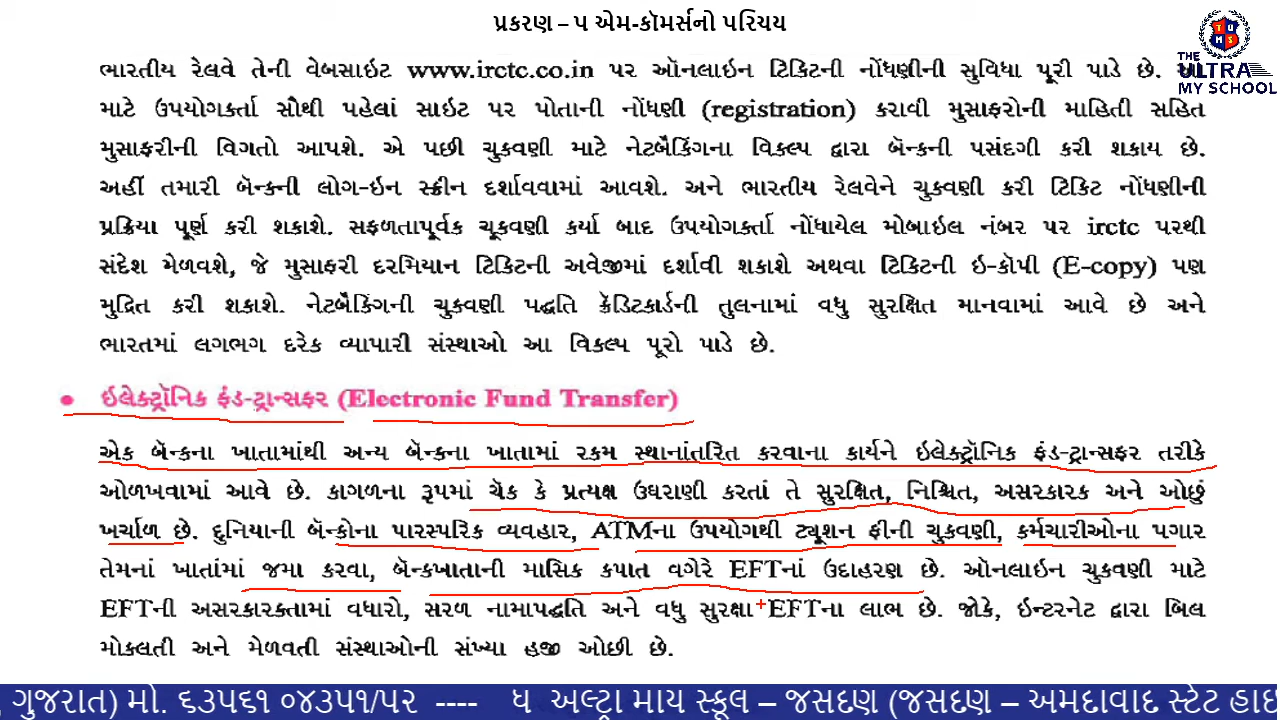 પ્રકરણ – ૫ એમ-કૉમર્સનો પરિચય
THE
ULTRA
MY SCHOOL
TUMS
ભારતીય રેલવે તેની વેબસાઇટ www.irctc.co.in પર ઑનલાઇન ટિકિટની નોંધણીની સુવિધા પૂરી પાડે છે.
માટે ઉપયોગકર્તા સૌથી પહેલાં સાઇટ પર પોતાની નોંધણી (registration) કરાવી મુસાફરોની માહિતી સહિત
મુસાફરીની વિગતો આપશે. એ પછી ચુકવણી માટે નેટબૅંકિંગના વિકલ્પ દ્વારા બૅન્કની પસંદગી કરી શકાય છે.
અહીં તમારી બૅન્કની લોગ-ઇન સ્ક્રીન દર્શાવવામાં આવશે. અને ભારતીય રેલવેને ચુકવણી કરી ટિકિટ નોંધણીની
પ્રક્રિયા પૂર્ણ કરી શકાશે. સફળતાપૂર્વક ચૂકવણી કર્યા બાદ ઉપયોગકર્તા નોંધાયેલ મોબાઇલ નંબર પર irctc પરથી
સંદેશ મેળવશે, જે મુસાફરી દરમિયાન ટિકિટની અવેજીમાં દર્શાવી શકાશે અથવા ટિકિટની ઇ-કૉપી (E-copy) પણ
મુદ્રિત કરી શકાશે. નેટબૅંકિંગની ચુકવણી પદ્ધતિ ક્રૅડિટકાર્ડની તુલનામાં વધુ સુરક્ષિત માનવામાં આવે છે અને
ભારતમાં લગભગ દરેક વ્યાપારી સંસ્થાઓ આ વિકલ્પ પૂરો પાડે છે.
• ઇલેક્ટ્રૉનિક ફંડ-ટ્રાન્સફર (Electronic Fund Transfer)
એક બૅન્કના ખાતામાંથી અન્ય બૅન્કના ખાતામાં રકમ સ્થાનાંતરિત કરવાના કાર્યને ઇલેક્ટ્રૉનિક ફંડ-ટ્રાન્સફર તરીકે
ઓળખવામાં આવે છે. કાગળના રૂપમાં ચૅક કે પ્રત્યક્ષ ઉઘરાણી કરતાં તે સુરક્ષિત, નિશ્ચિત, અસરકારક અને ઓછું
ખર્ચાળ છે. દુનિયાની બૅન્કોના પારસ્પરિક વ્યવહાર, ATMના ઉપયોગથી ટ્યૂશન ફીની ચુકવણી, કર્મચારીઓના પગાર
તેમનાં ખાતાંમાં જમા કરવા, બૅન્કખાતાની માસિક કપાત વગેરે EFTનાં ઉદાહરણ છે. ઑનલાઇન ચુકવણી માટે
EFTની અસરકારકતામાં વધારો, સરળ નામાપદ્ધતિ અને વધુ સુરક્ષા EFTના લાભ છે. જોકે, ઇન્ટરનેટ દ્વારા બિલ
મોકલતી અને મેળવતી સંસ્થાઓની સંખ્યા હજી ઓછી છે.
ગુજરાત) મો. ૬૩૫૬૧ ૦૪૩૫૧/૫૨ ---- ધ અલ્ટ્રા માય સ્કૂલ – જસદણ (જસદણ – અમદાવાદ સ્ટેટ